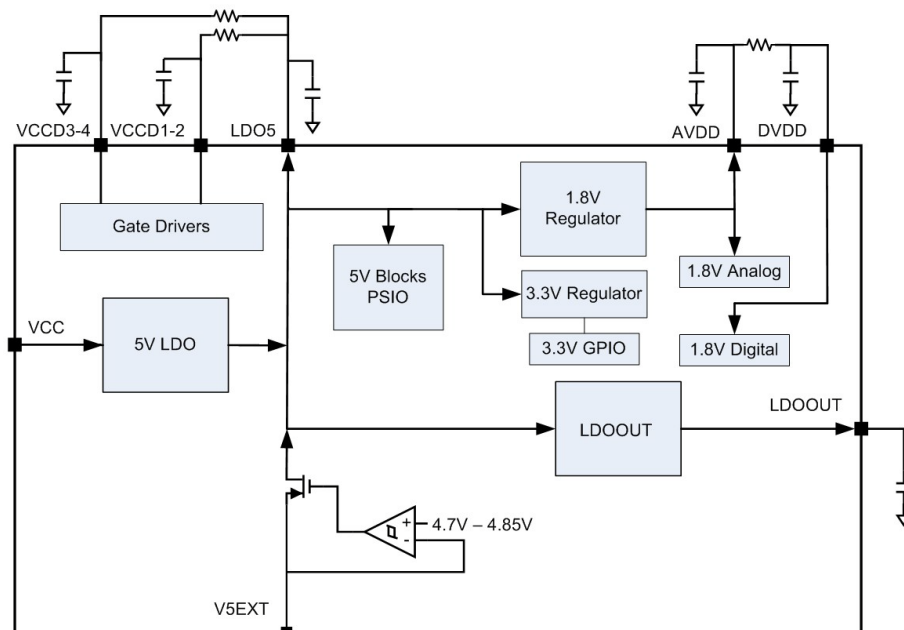 VCCD3-4 VCCD1-2 LDO5 AVDD DVDD
Gate Drivers
1.8V
Regulator
5V Blocks
PSIO
1.8V Analog
3.3V Regulator
3.3V GPIO
1.8V Digital
VCC
5V LDO
LDOOUT
LDOOUT
+
-
4.7V – 4.85V
V5EXT